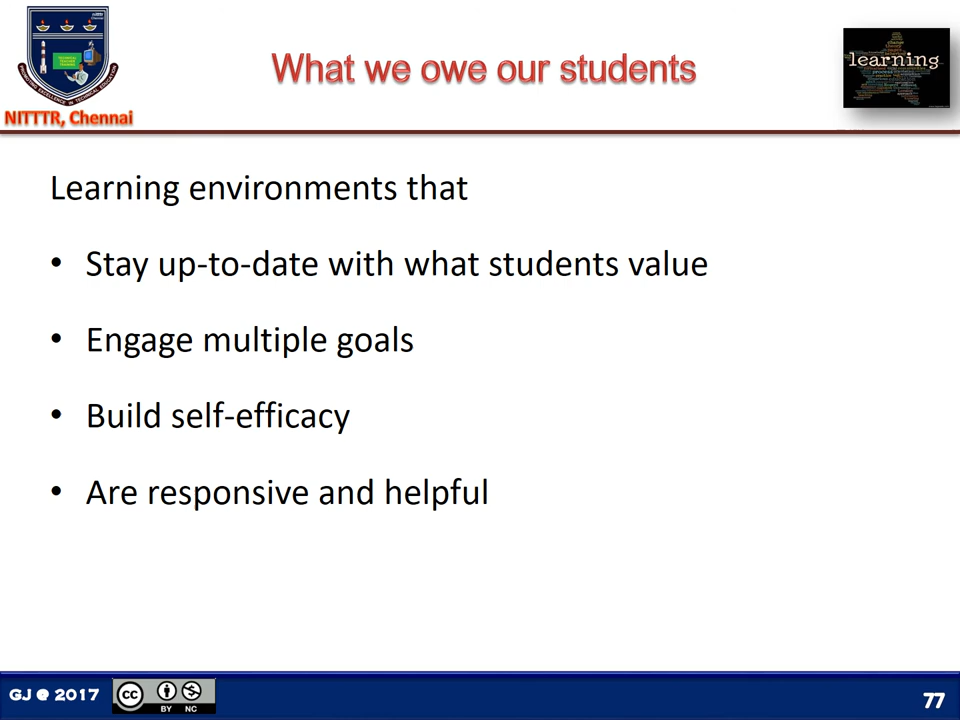 What we owe our students
learning
NITTTR, Chennai
Learning environments that
• Stay up-to-date with what students value
• Engage multiple goals
• Build self-efficacy
• Are responsive and helpful
GJ @ 2017
cc
BY NC
77